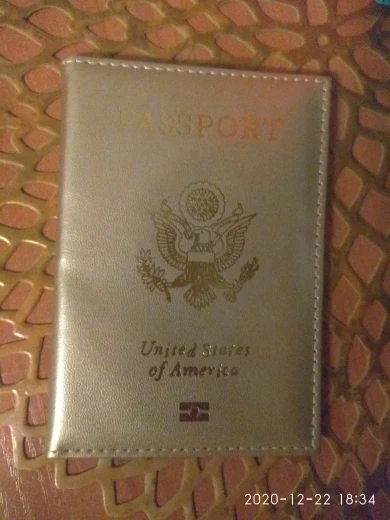 PASSPORT
United States
of America
2020-12-22 18:34